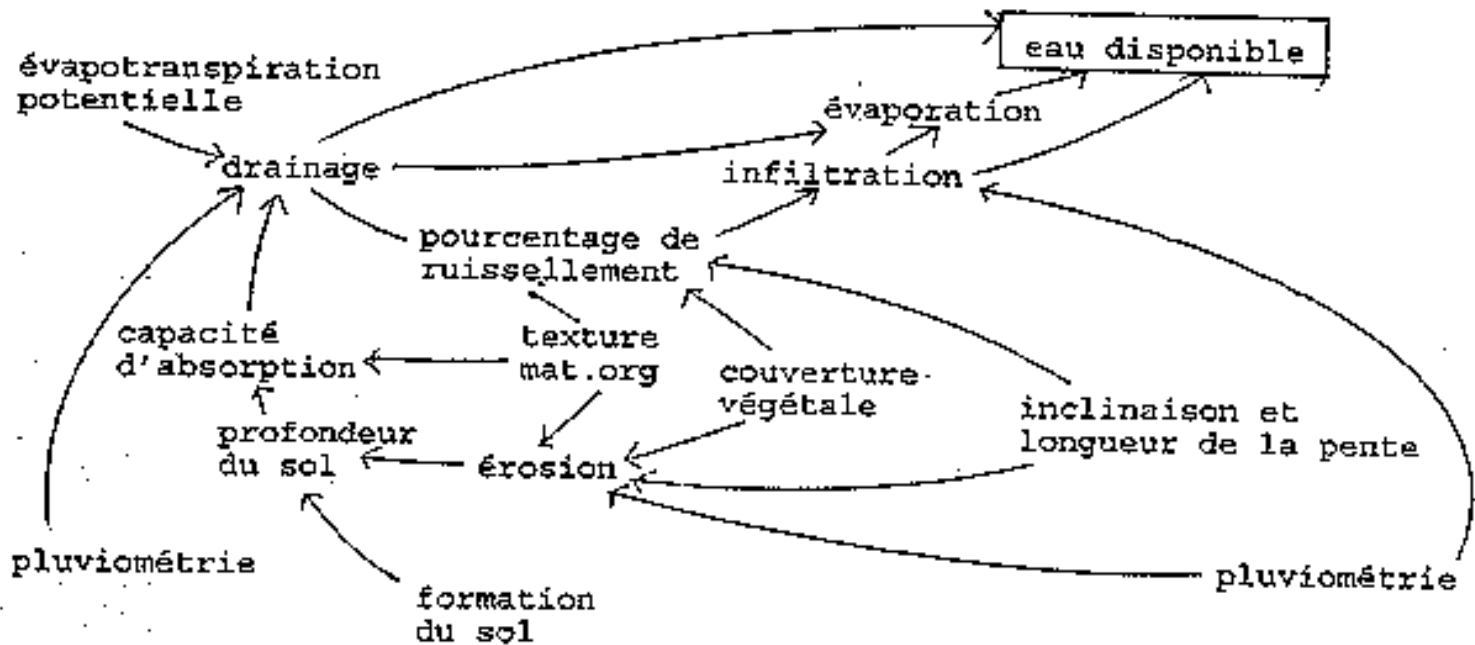 eau disponible
évapotranspiration
potentielle
évaporation
drainage
infiltration
pourcentage de
ruissellement
capacité
d'absorption
texture
mat.org
couverture
végétale
inclinaison et
longueur de la pente
profondeur
du sol
érosion
pluviométrie
pluviométrie
formation
du sol